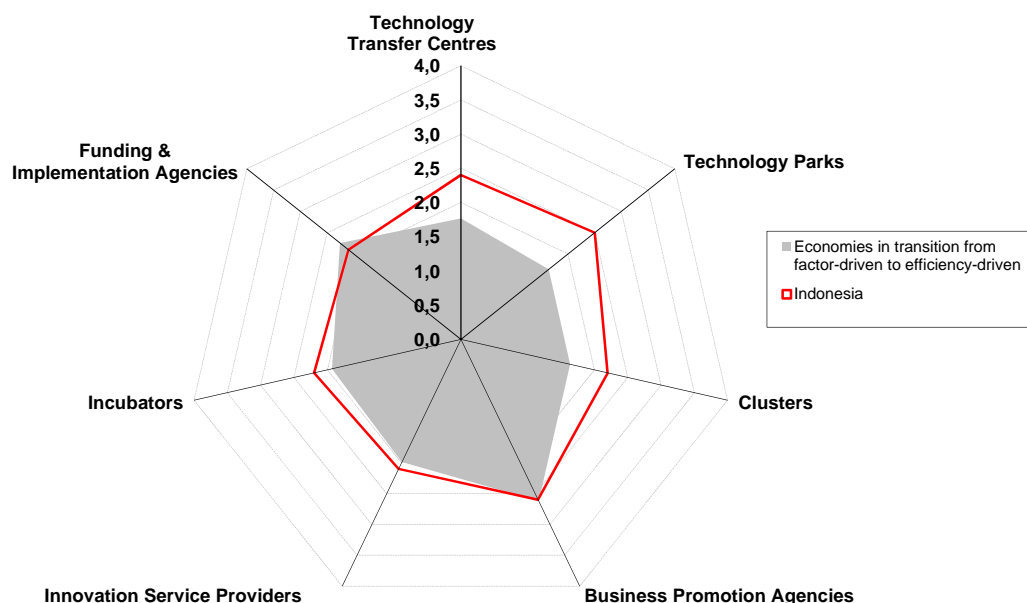 Technology
Transfer Centres
4,0
3,5
3,0
2,5
2,0
1,5
1,0
0,5
0,0
Technology Parks
Clusters
Business Promotion Agencies
Innovation Service Providers
Incubators
Funding &
Implementation Agencies
Economies in transition from
factor-driven to efficiency-driven
Indonesia